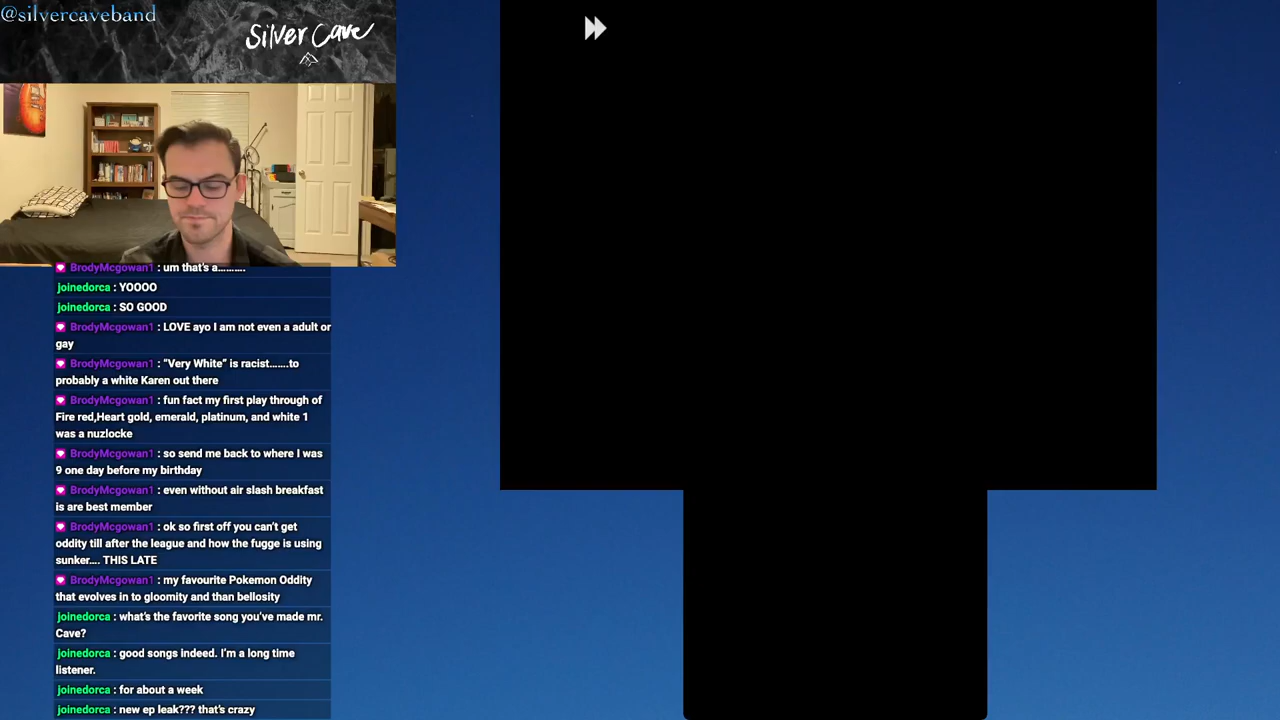 @silvercaveband
Silver Cave
BrodyMcgowan1 : um that's a.........
joinedorca : YOOOO
joinedorca : SO GOOD
BrodyMcgowan1 : LOVE ayo I am not even a adult or
gay
BrodyMcgowan1 : “Very White” is racist.......to
probably a white Karen out there
BrodyMcgowan1 : fun fact my first play through of
Fire red,Heart gold, emerald, platinum, and white 1
was a nuzlocke
BrodyMcgowan1 : so send me back to where I was
9 one day before my birthday
BrodyMcgowan1 : even without air slash breakfast
is are best member
BrodyMcgowan1 : ok so first off you can’t get
oddity till after the league and how the fugge is using
sunker.... THIS LATE
BrodyMcgowan1 : my favourite Pokemon Oddity
that evolves in to gloomity and than bellosity
joinedorca : what’s the favorite song you’ve made mr.
Cave?
joinedorca : good songs indeed. I’m a long time
listener.
joinedorca : for about a week
joinedorca : new ep leak??? that’s crazy